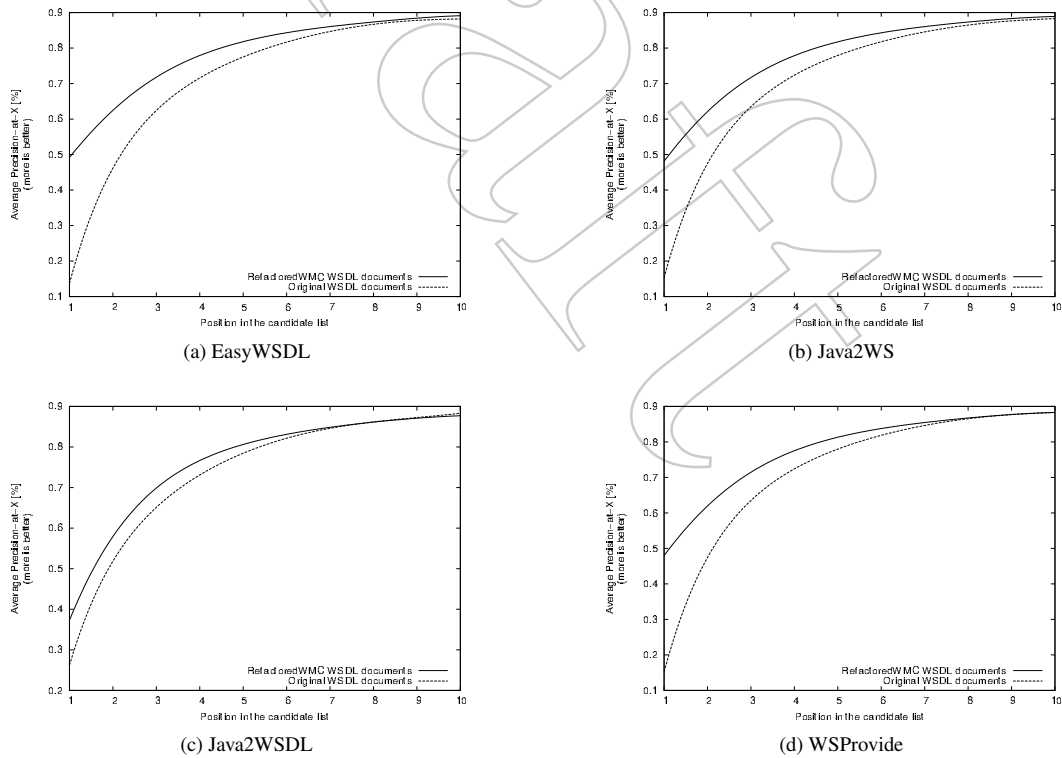 0.9
0.8
0.7
0.6
0.5
0.4
0.3
0.2
0.1
Average Precision-at-X [%]
(more is better)
Refactored WMC WSDL documents
Original WSDL documents
1 2 3 4 5 6 7 8 9 10
Position in the candidate list
(a) EasyWSDL
0.9
0.8
0.7
0.6
0.5
0.4
0.3
0.2
0.1
Average Precision-at-X [%]
(more is better)
Refactored WMC WSDL documents
Original WSDL documents
1 2 3 4 5 6 7 8 9 10
Position in the candidate list
(b) Java2WS
0.9
0.8
0.7
0.6
0.5
0.4
0.3
0.2
Average Precision-at-X [%]
(more is better)
Refactored WMC WSDL documents
Original WSDL documents
1 2 3 4 5 6 7 8 9 10
Position in the candidate list
(c) Java2WSDL
0.9
0.8
0.7
0.6
0.5
0.4
0.3
0.2
0.1
Average Precision-at-X [%]
(more is better)
Refactored WMC WSDL documents
Original WSDL documents
1 2 3 4 5 6 7 8 9 10
Position in the candidate list
(d) WSProvide